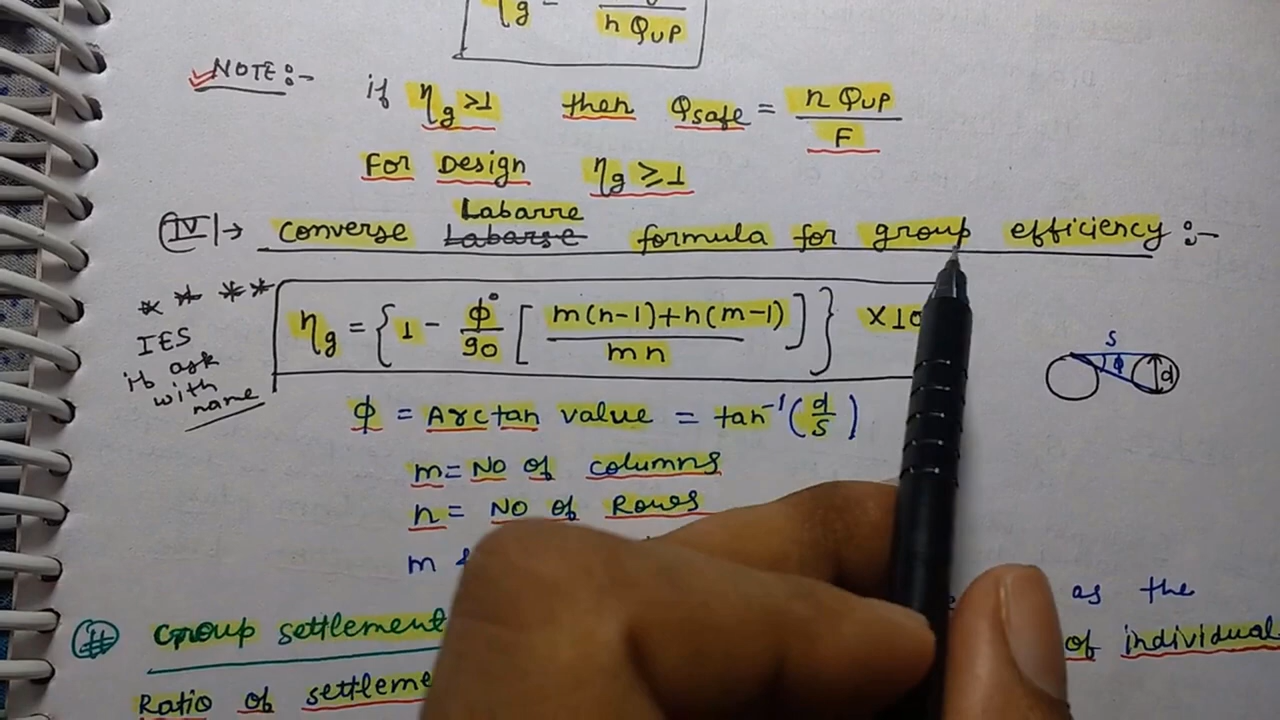 ηg =
n QUP
NOTE:-
if ηg >1 then Qsafe = n QUP / F
For Design ηg ≥ 1
Labarre
(IV) → converse Labarse formula for group efficiency :-
ηg = { 1 - φ°/90 [ m(n-1)+n(m-1) / mn ] } X10
* * * *
IES
it ask
with
name
S
φ
d
φ = Arctan value = tan⁻¹(d/s)
m= No of columns
n = No of Rows
m
as the
# Group settlement
of individual
Ratio of settleme